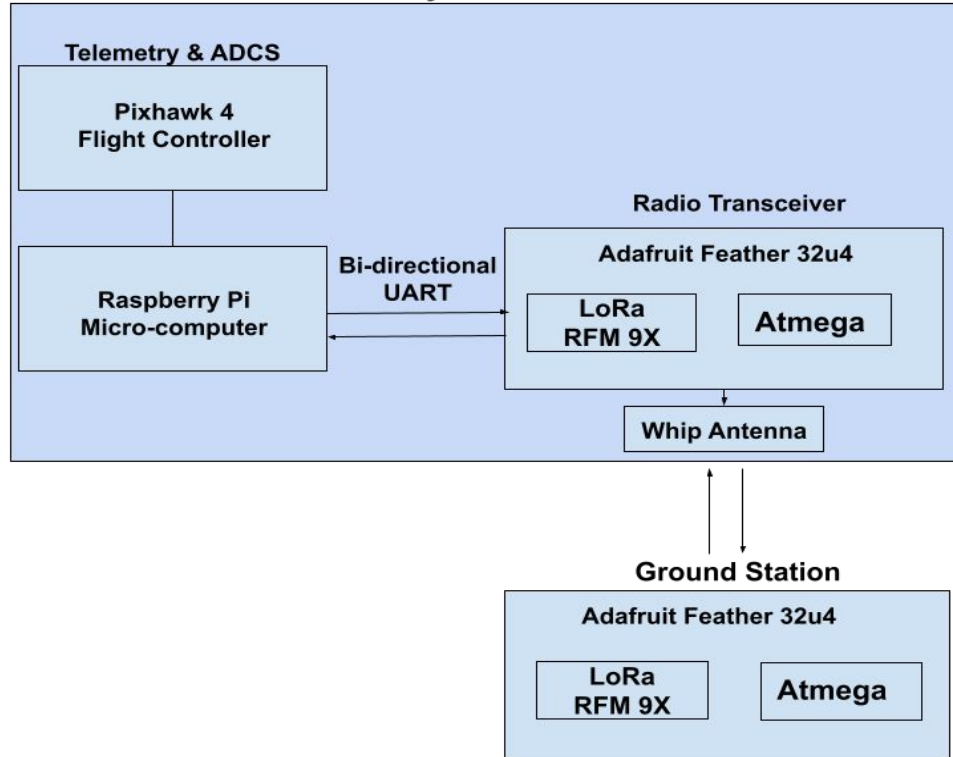 Telemetry & ADCS
Pixhawk 4
Flight Controller
Radio Transceiver
Adafruit Feather 32u4
Bi-directional
UART
Raspberry Pi
Micro-computer
LoRa
RFM 9X
Atmega
Whip Antenna
Ground Station
Adafruit Feather 32u4
LoRa
RFM 9X
Atmega